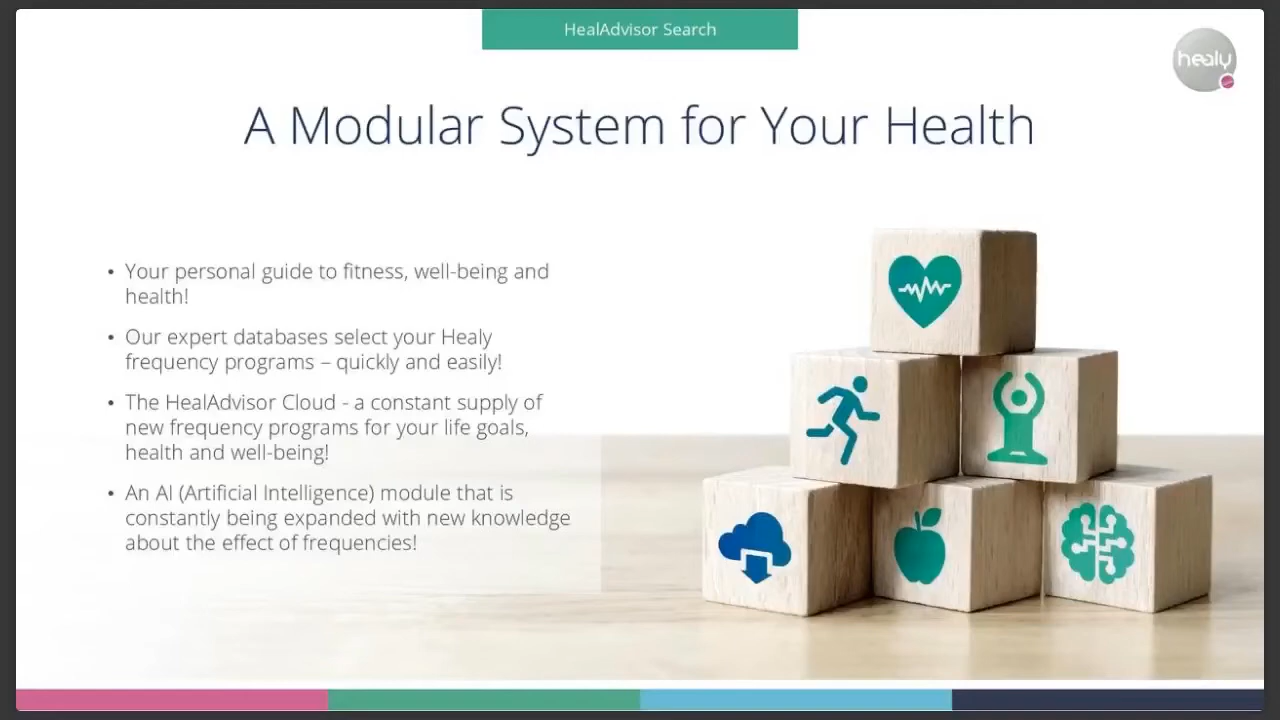 HealAdvisor Search
healy
A Modular System for Your Health
• Your personal guide to fitness, well-being and
health!
• Our expert databases select your Healy
frequency programs – quickly and easily!
• The HealAdvisor Cloud - a constant supply of
new frequency programs for your life goals,
health and well-being!
• An AI (Artificial Intelligence) module that is
constantly being expanded with new knowledge
about the effect of frequencies!